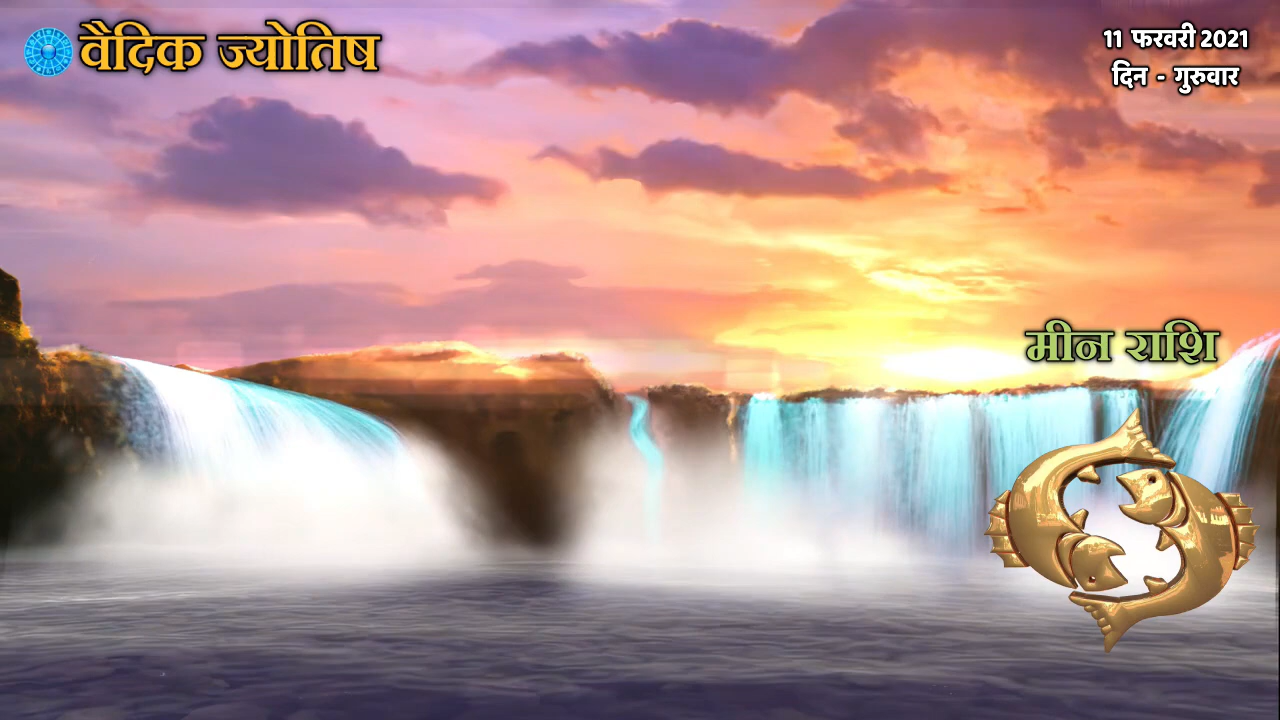 वैदिक ज्योतिष
11 फरवरी 2021
दिन - गुरुवार
मीन राशि